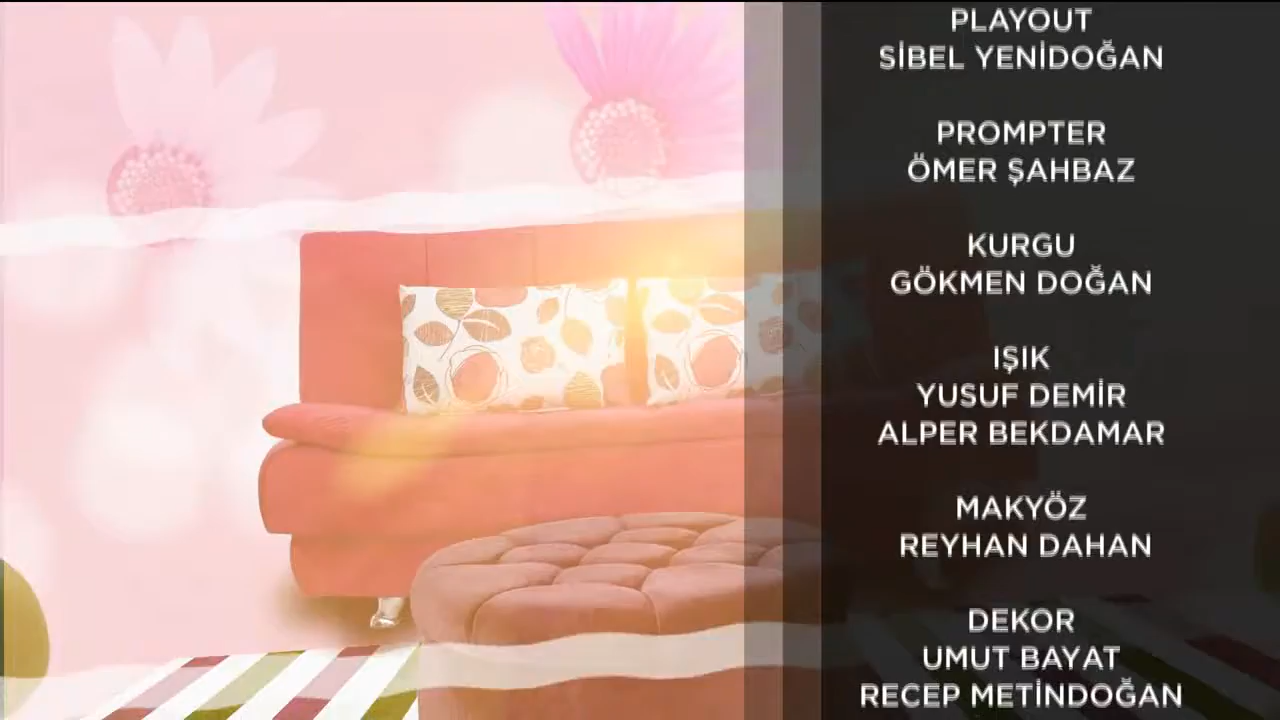 PLAYOUT
SİBEL YENİDOĞAN
PROMPTER
ÖMER ŞAHBAZ
KURGU
GÖKMEN DOĞAN
IŞIK
YUSUF DEMİR
ALPER BEKDAMAR
MAKYÖZ
REYHAN DAHAN
DEKOR
UMUT BAYAT
RECEP METİNDOĞAN